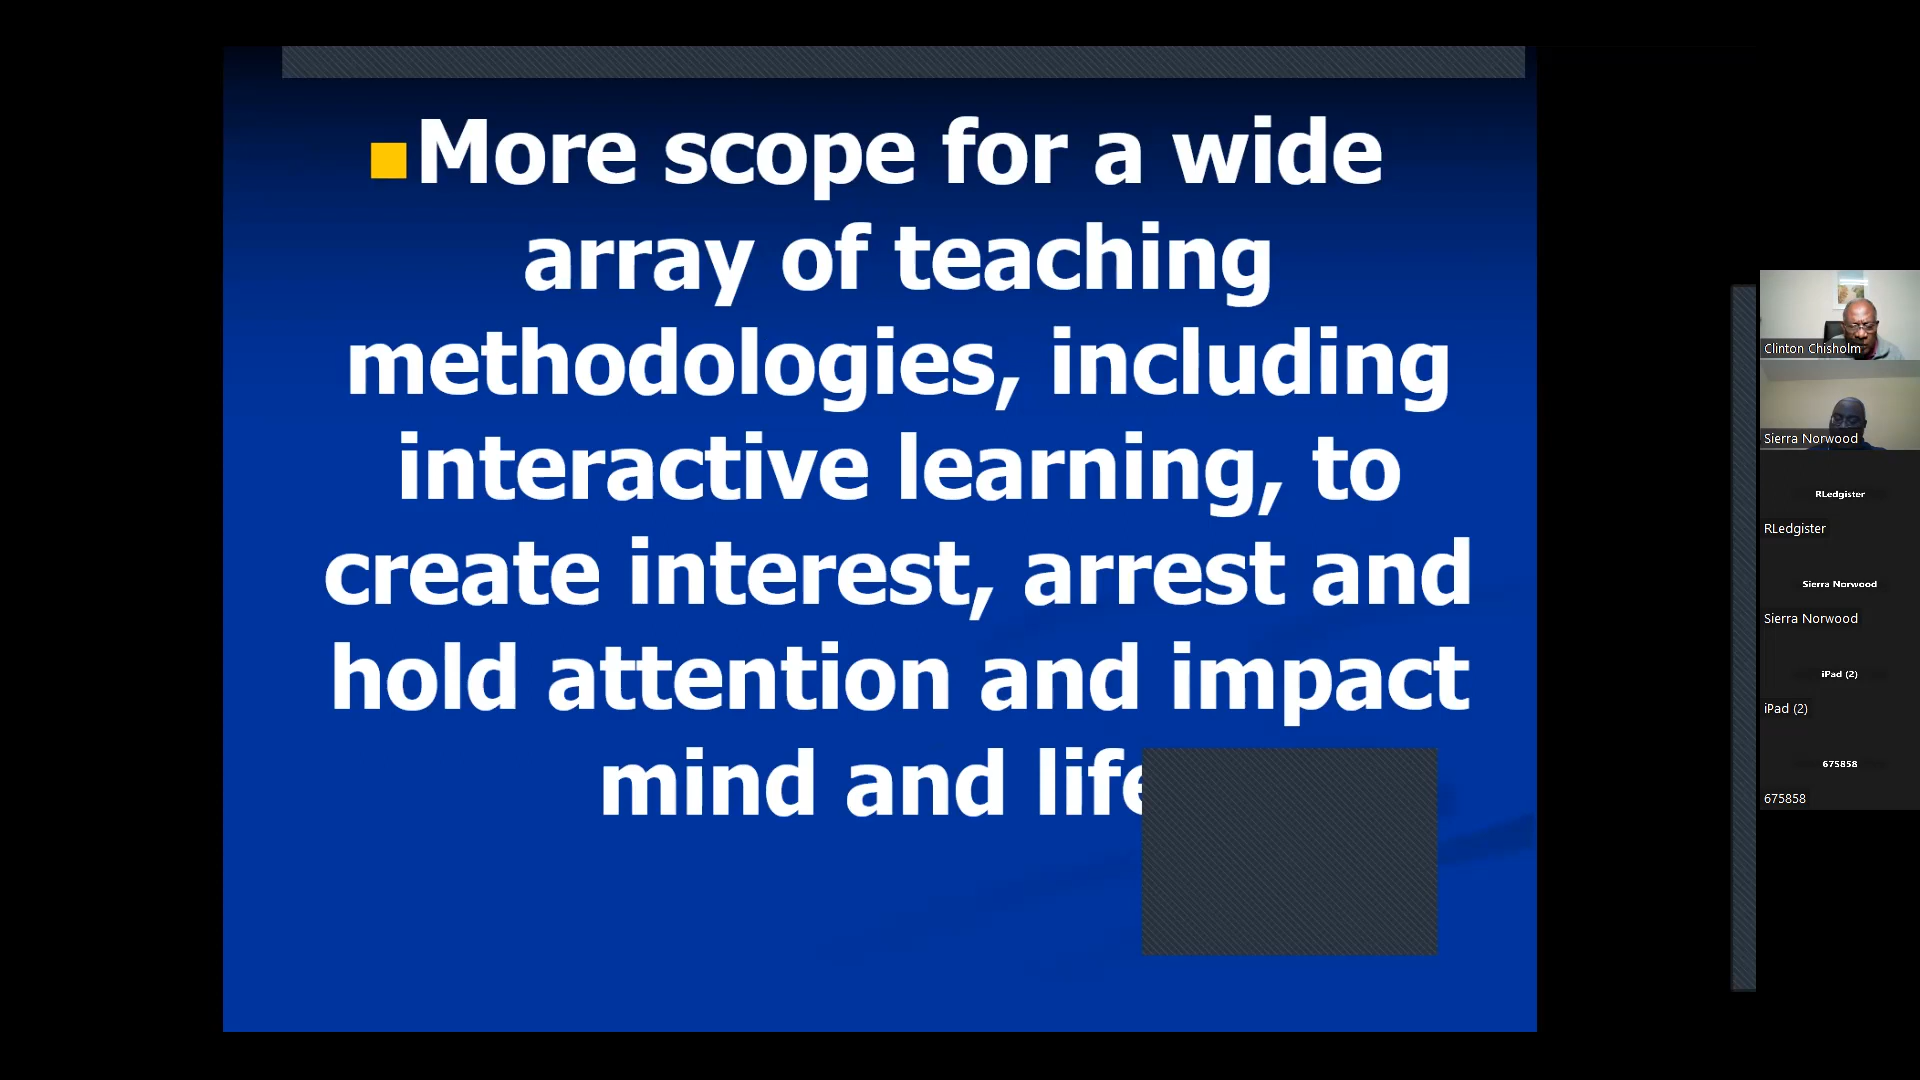 More scope for a wide
array of teaching
methodologies, including
interactive learning, to
create interest, arrest and
hold attention and impact
mind and life
Clinton Chisholm
Sierra Norwood
RLedgister
RLedgister
Sierra Norwood
Sierra Norwood
iPad (2)
iPad (2)
675858
675858